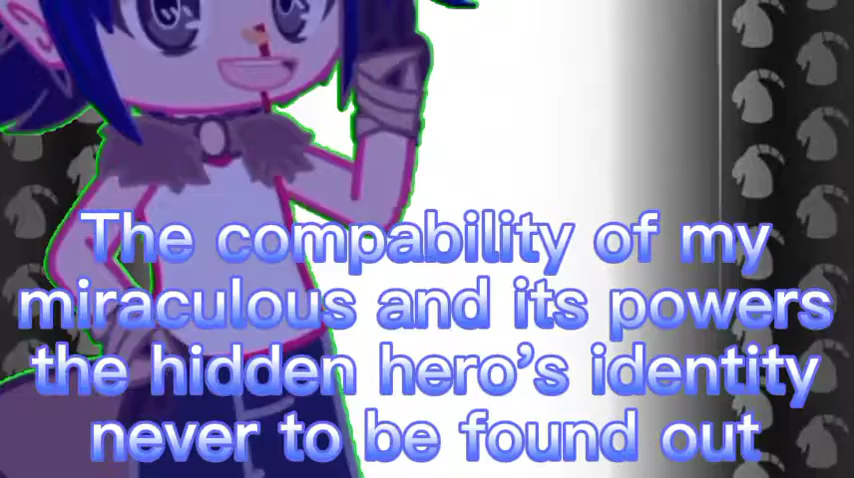 The compability of my
miraculous and its powers
the hidden hero’s identity
never to be found out